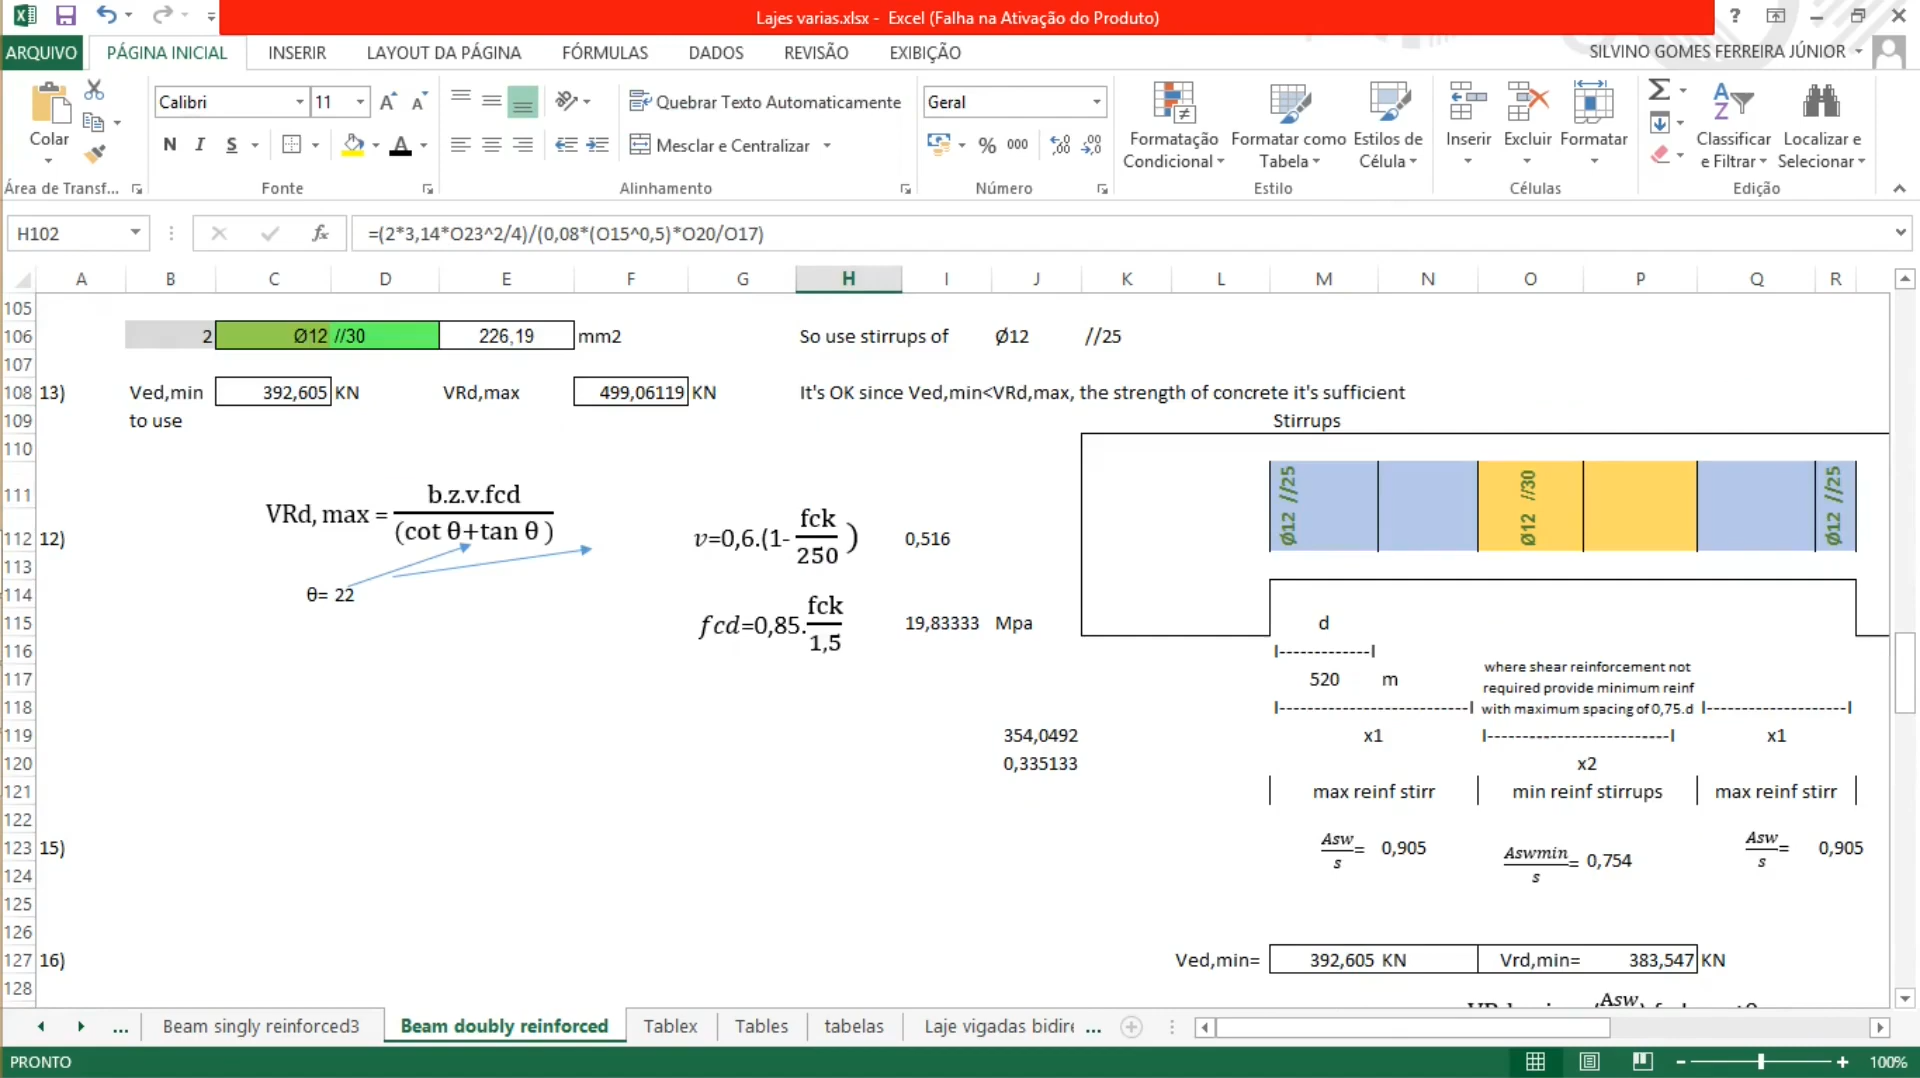 Lajes varias.xlsx - Excel (Falha na Ativação do Produto)
ARQUIVO PÁGINA INICIAL INSERIR LAYOUT DA PÁGINA FÓRMULAS DADOS REVISÃO EXIBIÇÃO SILVINO GOMES FERREIRA JÚNIOR
Calibri 11 Quebrar Texto Automaticamente Geral
Colar N I S A Mescle e Centralizar % 000
Formatação Condicional Formatar como Tabela Estilos de Célula Inserir Excluir Formatar Classificar e Filtrar Localizar e Selecionar
Área de Transf... Fonte Alinhamento Número Estilo Células Edição
H102 fx =(2*3,14*O23^2/4)/(0,08*(O15^0,5)*O20/O17)
A B C D E F G H I J K L M N O P Q R
105
106 2 Ø12 //30 226,19 mm2 So use stirrups of Ø12 //25
107
108 13) Ved,min 392,605 KN VRd,max 499,06119 KN It's OK since Ved,min<VRd,max, the strength of concrete it's sufficient
109 to use Stirrups
110
111 VRd, max = b.z.v.fcd / (cot θ+tan θ ) Ø12 //25 Ø12 //30 Ø12 //25
112 12) v=0,6.(1- fck / 250 ) 0,516
113
114 θ= 22
115 fcd=0,85. fck / 1,5 19,83333 Mpa d
116 I-------------I
117 520 m where shear reinforcement not
required provide minimum reinf
118 I--------------------------I with maximum spacing of 0,75.d I--------------------I
119 354,0492 x1 I--------------------------I x1
120 0,335133 x2
121 max reinf stirr min reinf stirrups max reinf stirr
122
123 15) Asw / s = 0,905 Aswmin / s = 0,754 Asw / s = 0,905
124
125
126
127 16) Ved,min= 392,605 KN Vrd,min= 383,547 KN
128 Asw
... Beam singly reinforced3 Beam doubly reinforced Tablex Tables tabelas Laje vigadas bidire ...
PRONTO 100%